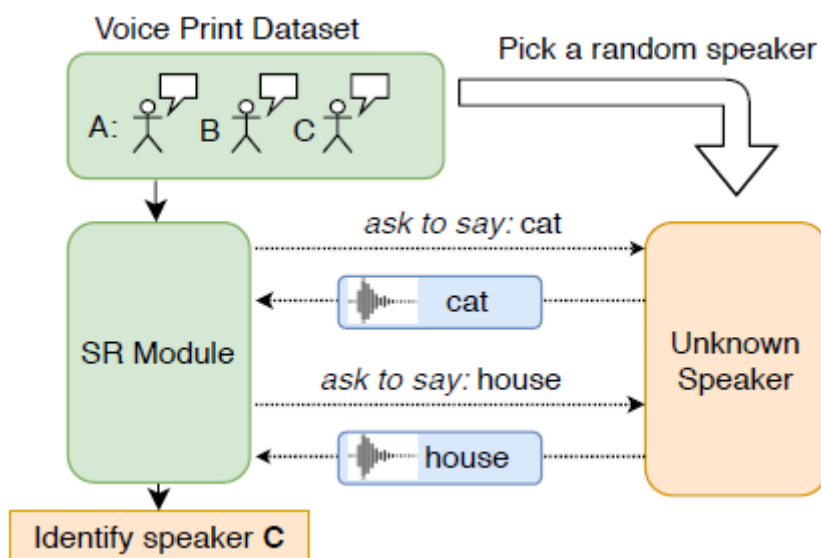 Voice Print Dataset
Pick a random speaker
A: B C
ask to say: cat
cat
SR Module
Unknown
Speaker
ask to say: house
house
Identify speaker C